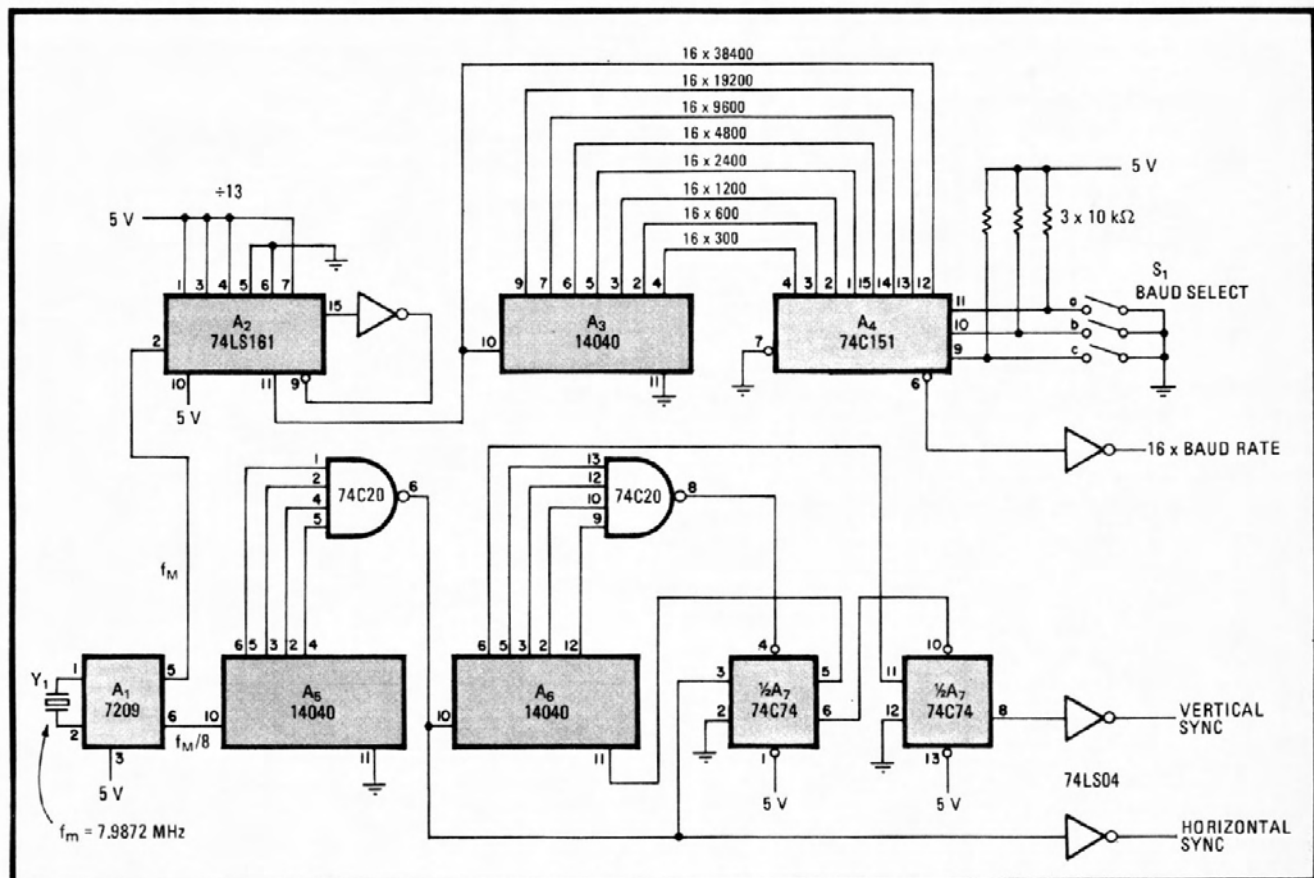 16 x 38400
16 x 19200
16 x 9600
16 x 4800
16 x 2400
16 x 1200
16 x 600
16 x 300
÷13
5 V
5 V
3 x 10 kΩ
S1
BAUD SELECT
1 3 4 5 6 7
9 7 6 5 3 2 4
4 3 2 1 15 14 13 12
A2
74LS161
15
2
10
11
9
5 V
A3
14040
10
11
A4
74C151
7
11
10
9
6
a
b
c
16 x BAUD RATE
1
2
4
5
74C20
6
13
12
10
9
74C20
8
fM
Y1
1
2
A1
7209
5
6
3
5 V
fM/8
fm = 7.9872 MHz
6 5 3 2 4
10
A5
14040
11
6 5 3 2 12
10
A6
14040
11
4
3
2
½A7
74C74
5
6
1
5 V
10
11
12
½A7
74C74
8
13
5 V
VERTICAL
SYNC
74LS04
HORIZONTAL
SYNC